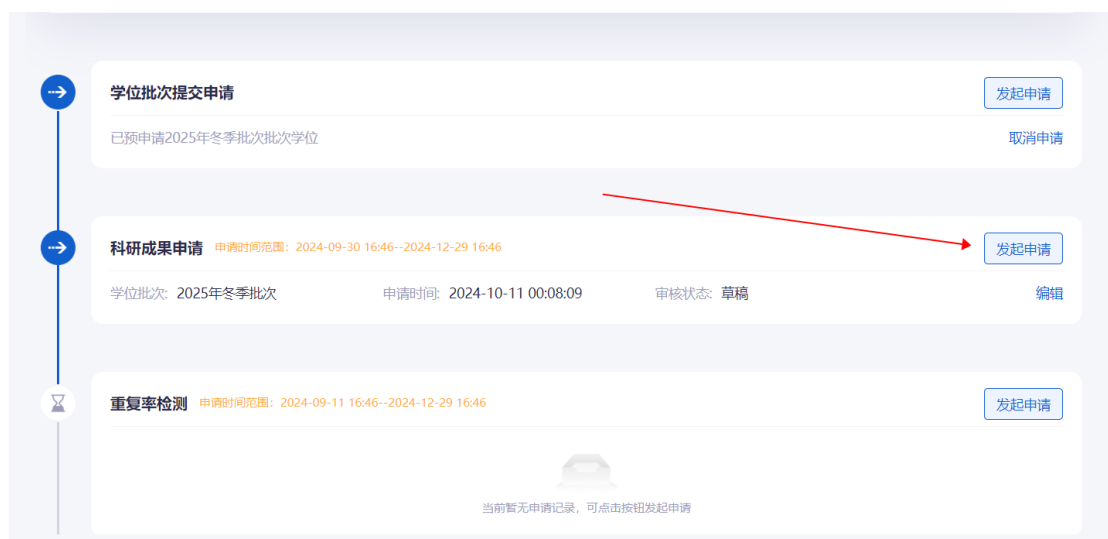 学位批次提交申请 发起申请
已预申请2025年冬季批次批次学位 取消申请
科研成果申请 申请时间范围：2024-09-30 16:46--2024-12-29 16:46 发起申请
学位批次: 2025年冬季批次 申请时间: 2024-10-11 00:08:09 审核状态: 草稿 编辑
重复率检测 申请时间范围：2024-09-11 16:46--2024-12-29 16:46 发起申请
当前暂无申请记录，可点击按钮发起申请